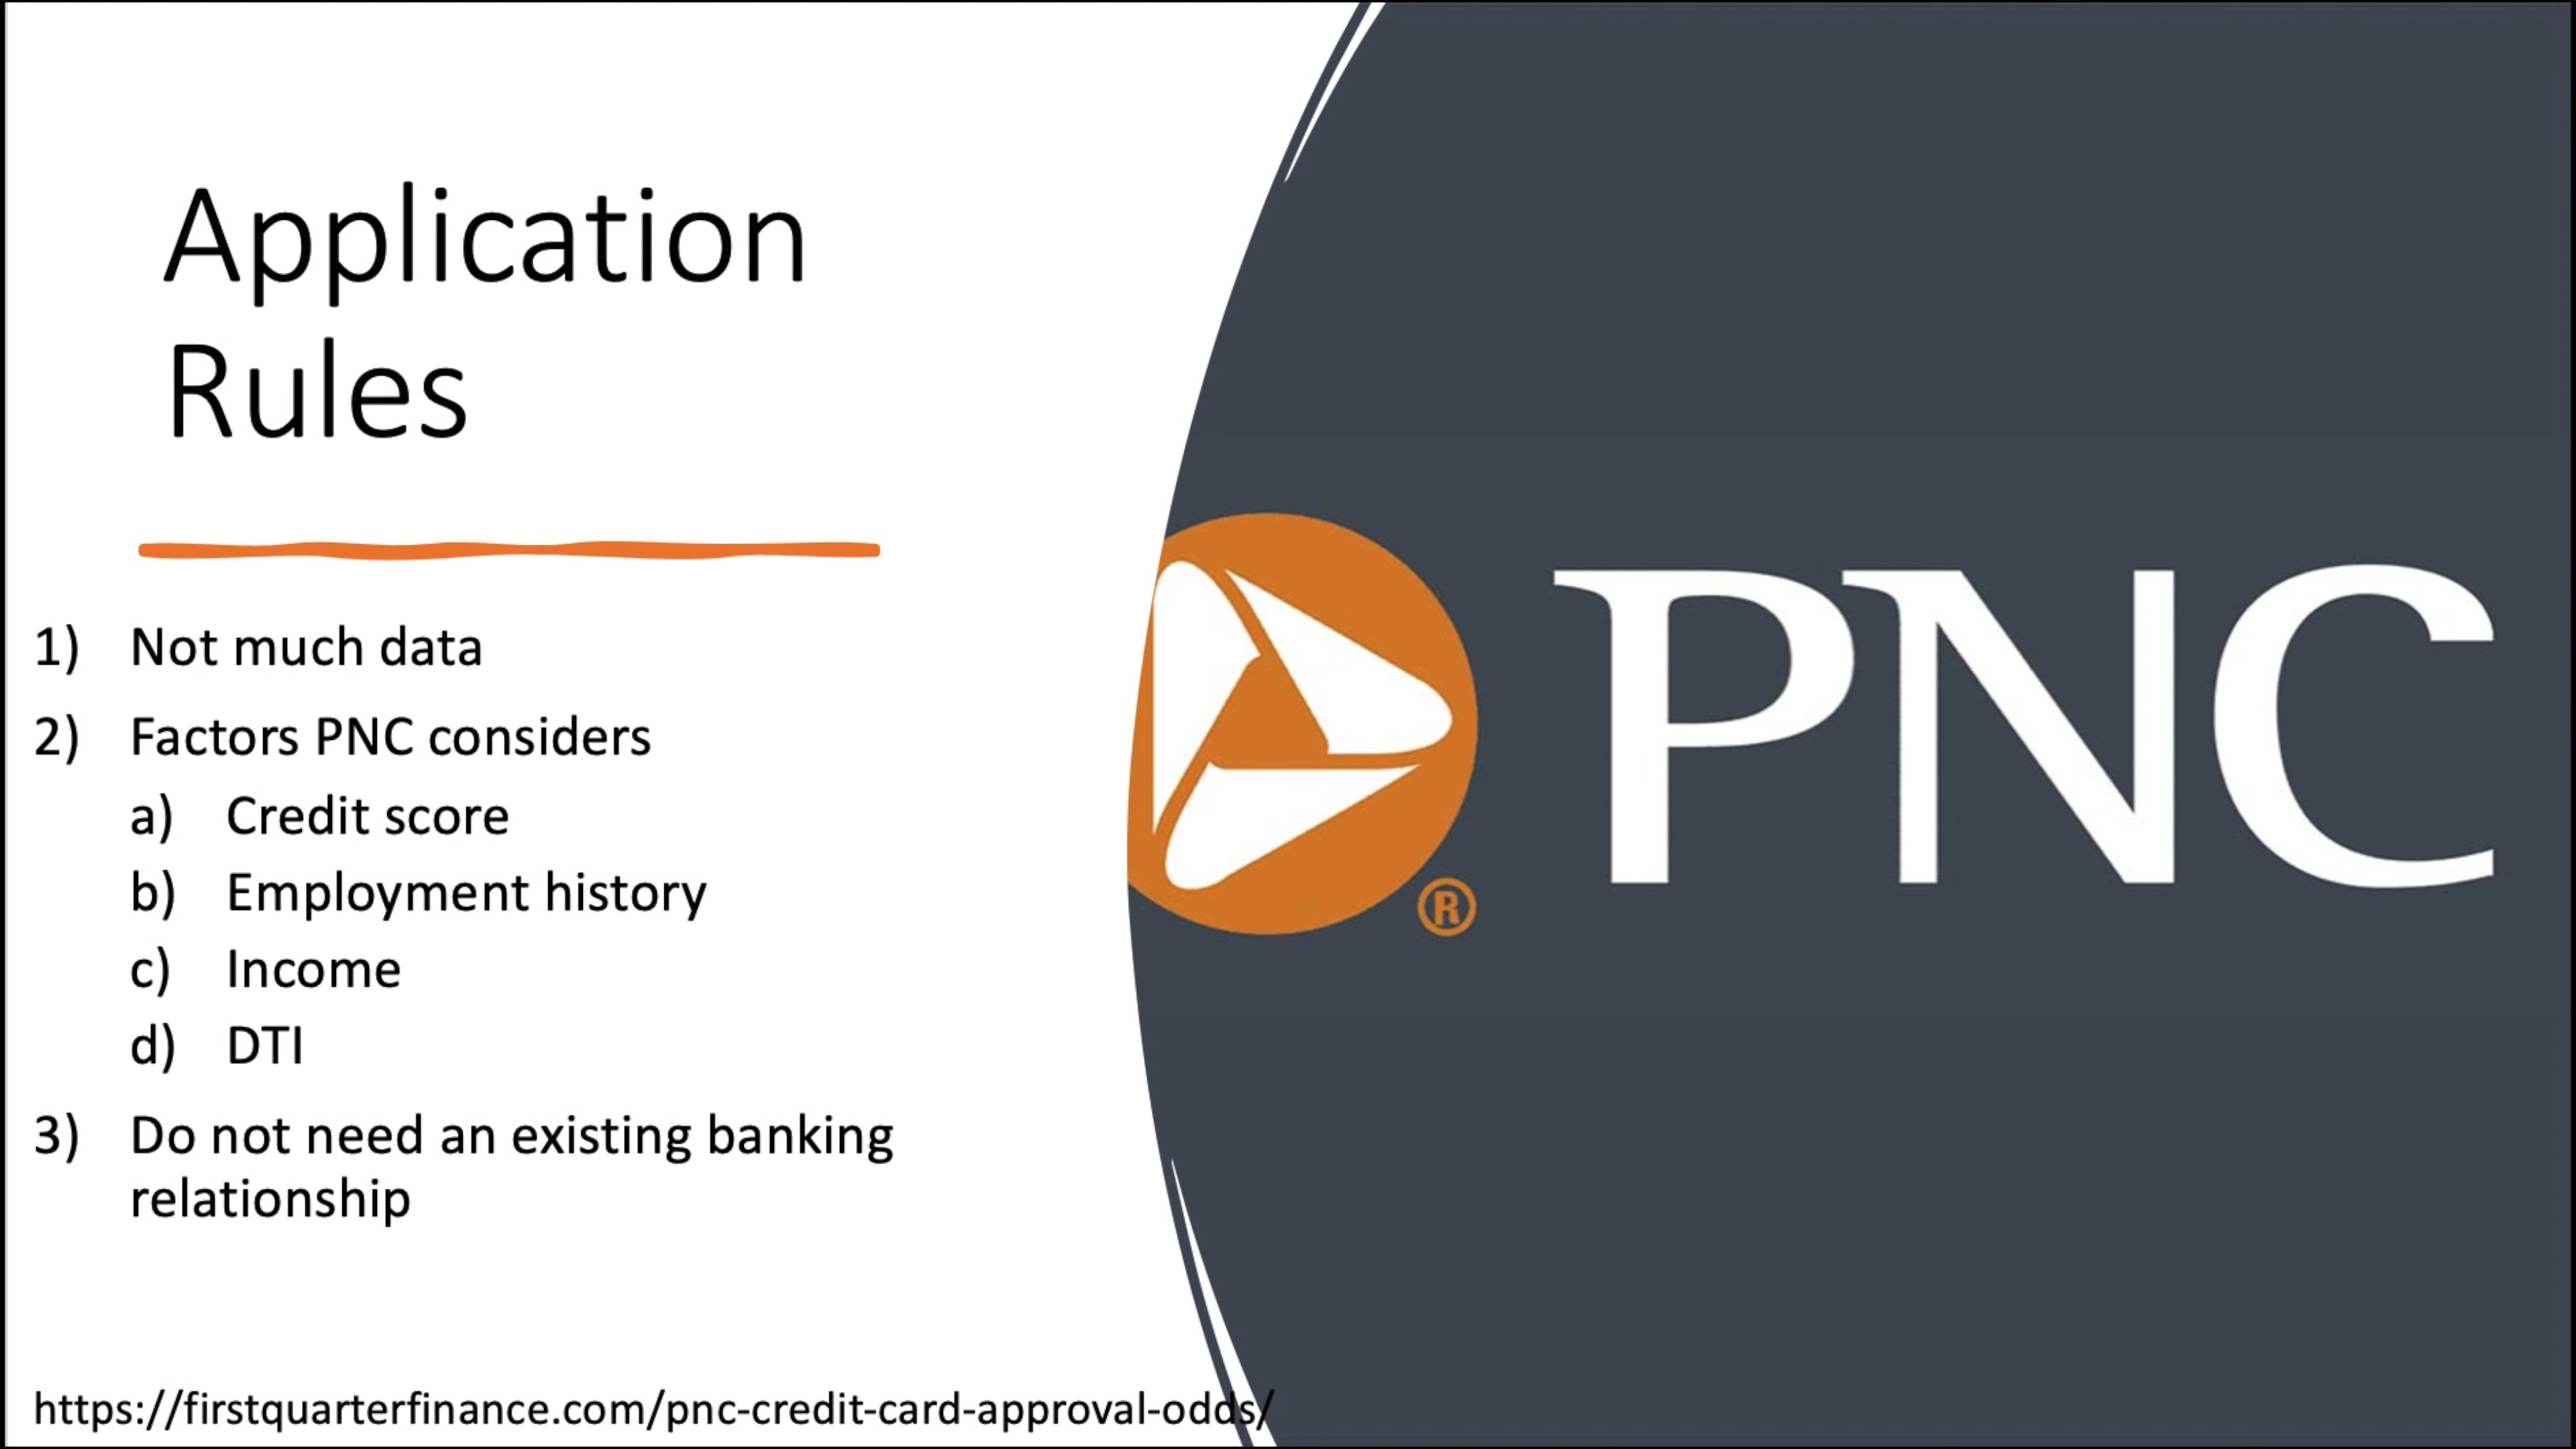 Application
Rules
1) Not much data
2) Factors PNC considers
a) Credit score
b) Employment history
c) Income
d) DTI
3) Do not need an existing banking
relationship
https://firstquarterfinance.com/pnc-credit-card-approval-odds/
PNC
®